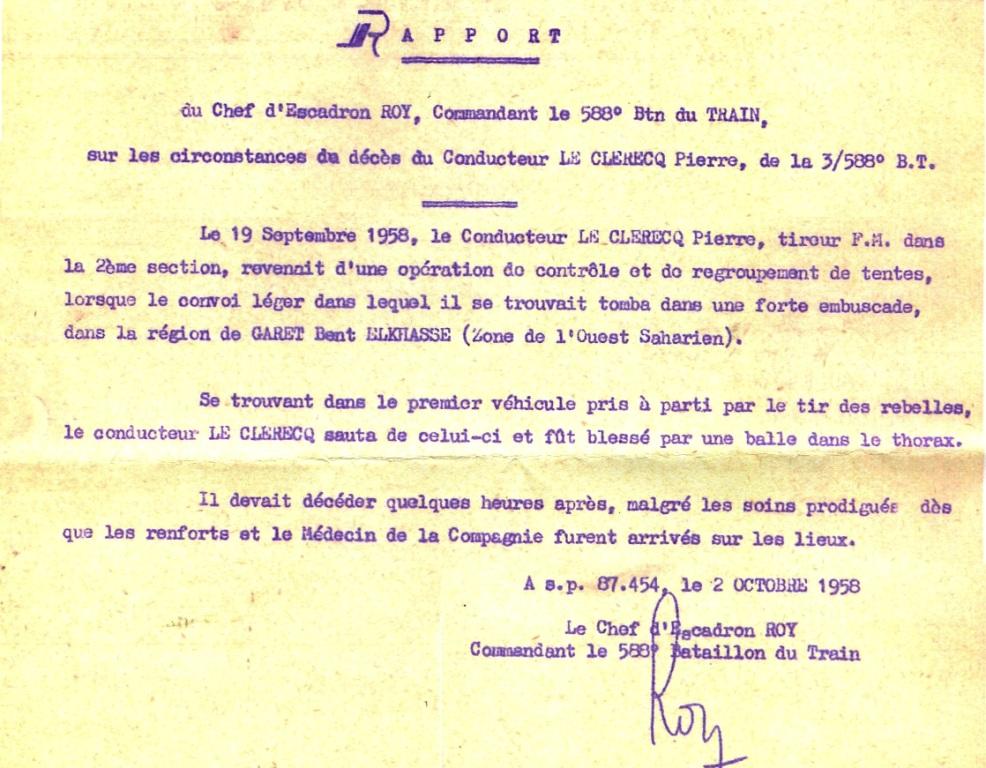 RAPPORT
du Chef d'Escadron ROY, Commandant le 588° Btn du TRAIN,
sur les circonstances du décès du Conducteur LE CLERECQ Pierre, de la 3/588° B.T.
Le 19 Septembre 1958, le Conducteur LE CLERECQ Pierre, tireur F.M. dans
la 2ème section, revenait d'une opération de contrôle et de regroupement de tentes,
lorsque le convoi léger dans lequel il se trouvait tomba dans une forte embuscade,
dans la région de GARET Bent ELKHASSE (Zone de l'Ouest Saharien).
Se trouvant dans le premier véhicule pris à parti par le tir des rebelles,
le conducteur LE CLERECQ sauta de celui-ci et fût blessé par une balle dans le thorax.
Il devait décéder quelques heures après, malgré les soins prodigués dès
que les renforts et le Médecin de la Compagnie furent arrivés sur les lieux.
A s.p. 87.454, le 2 OCTOBRE 1958
Le Chef d'Escadron ROY
Commandant le 588° Bataillon du Train
Roy